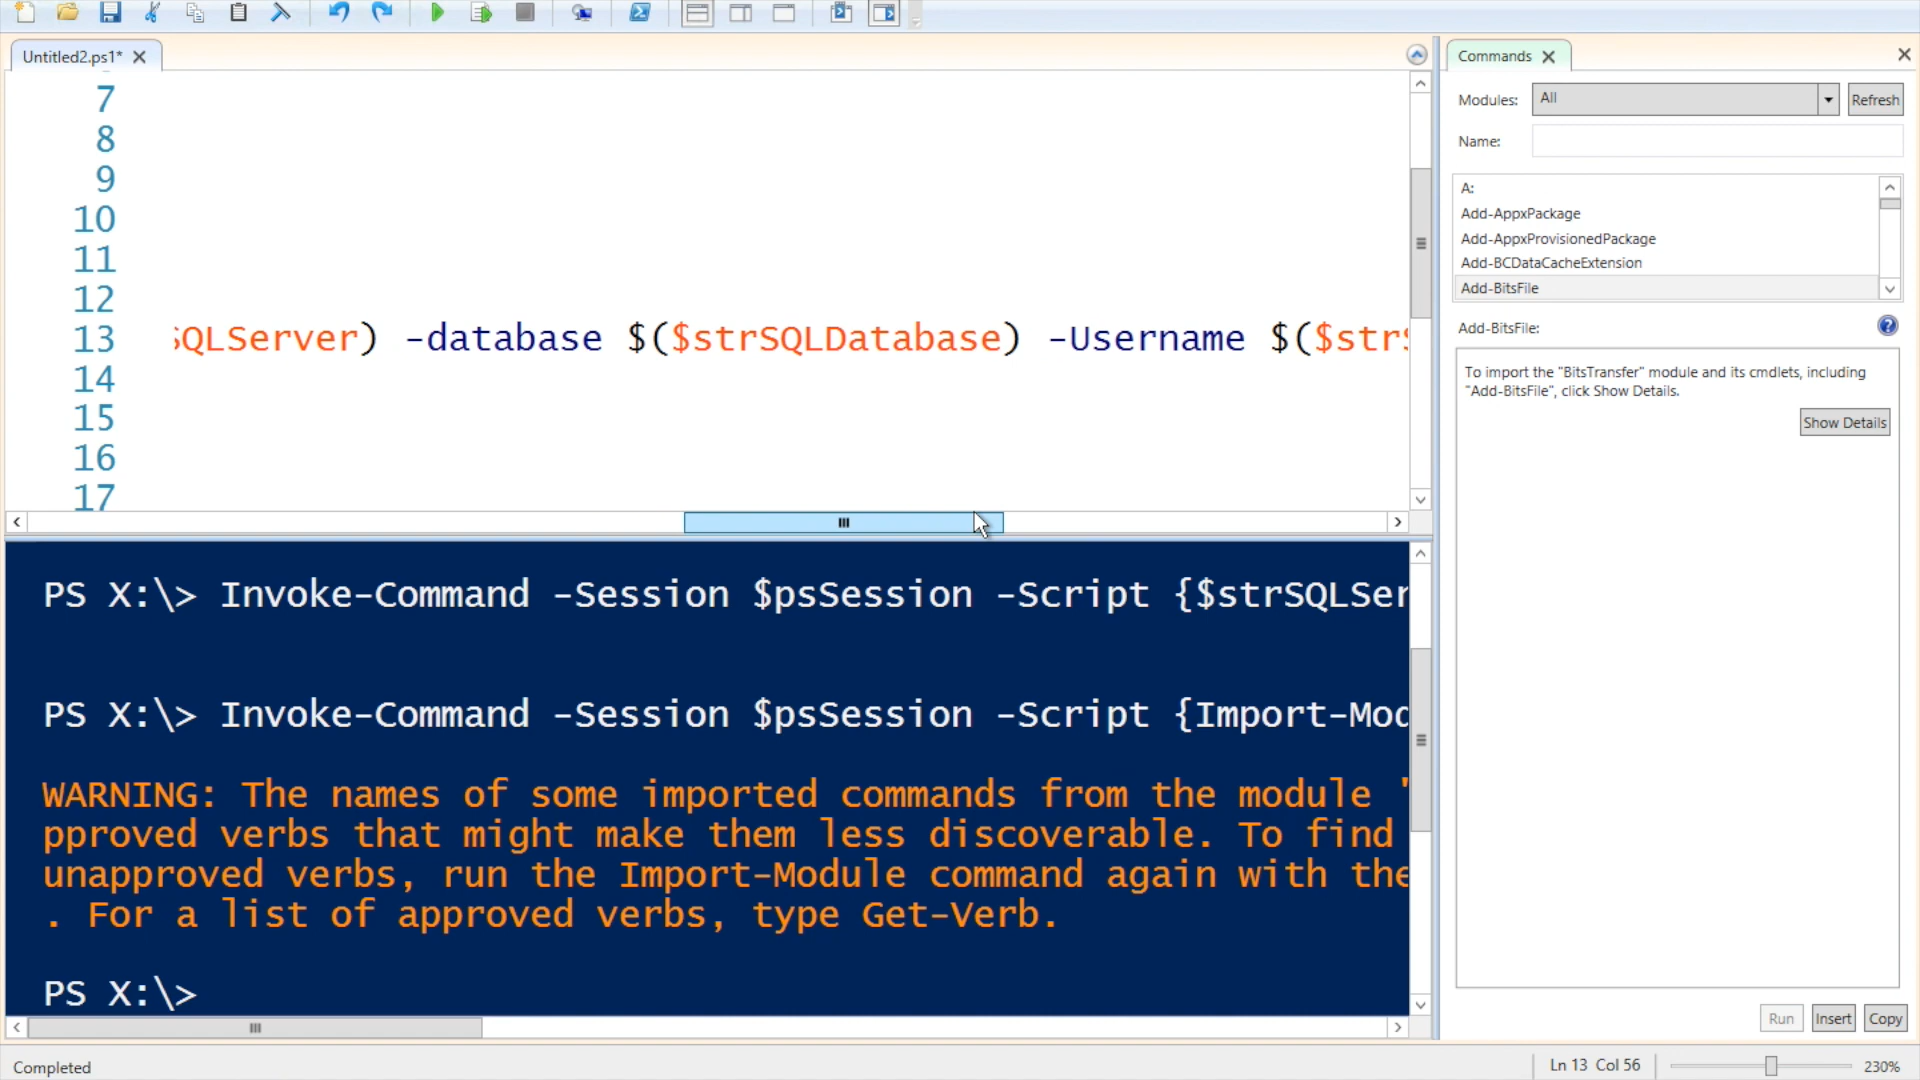 Untitled2.ps1*
7
8
9
10
11
12
13 SQLServer) -database $($strSQLDatabase) -Username $($strS
14
15
16
17
PS X:\> Invoke-Command -Session $psSession -Script {$strSQLSer
PS X:\> Invoke-Command -Session $psSession -Script {Import-Mod
WARNING: The names of some imported commands from the module '
pproved verbs that might make them less discoverable. To find
unapproved verbs, run the Import-Module command again with the
. For a list of approved verbs, type Get-Verb.
PS X:\>
Commands
Modules: All Refresh
Name:
A:
Add-AppxPackage
Add-AppxProvisionedPackage
Add-BCDataCacheExtension
Add-BitsFile
Add-BitsFile:
To import the "BitsTransfer" module and its cmdlets, including
"Add-BitsFile", click Show Details.
Show Details
Run Insert Copy
Completed
Ln 13 Col 56
230%